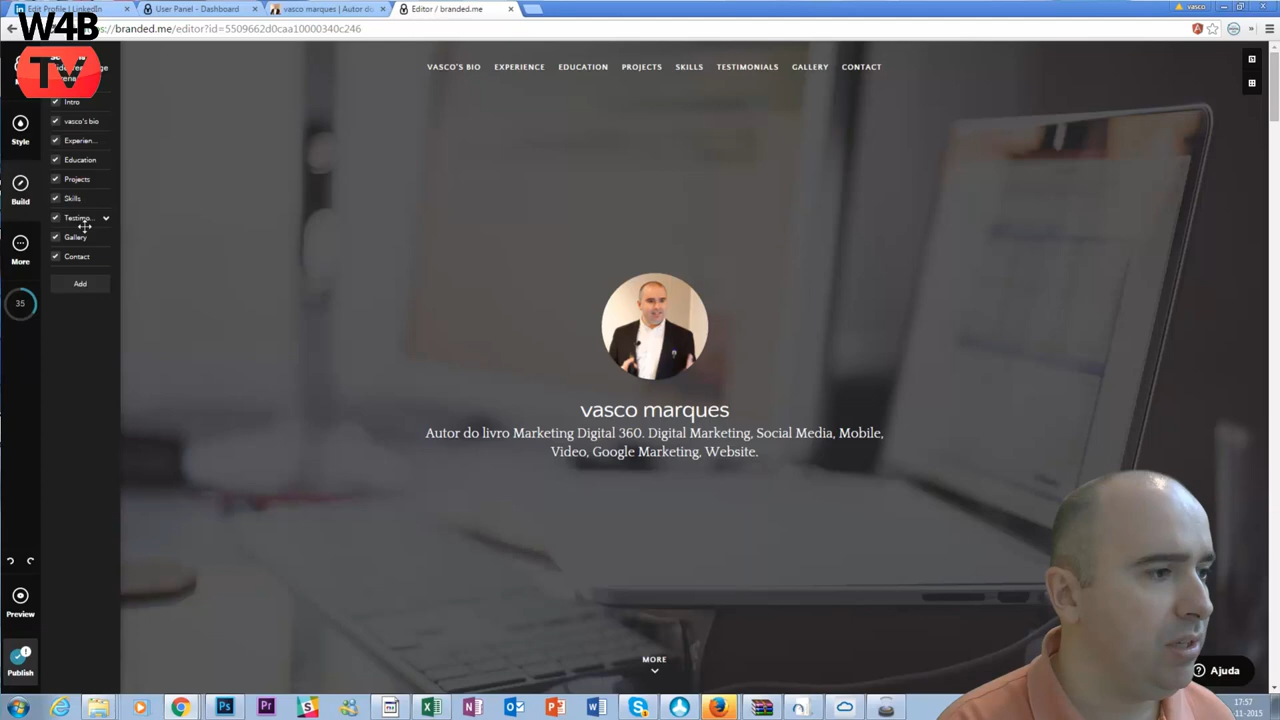 Edit Profile | LinkedIn
User Panel - Dashboard
vasco marques | Autor do
Editor / branded.me
vasco
W4B
TV
branded.me/editor?id=5509662d0caa10000340c246
VASCO'S BIO EXPERIENCE EDUCATION PROJECTS SKILLS TESTIMONIALS GALLERY CONTACT
Intro
vasco's bio
Experien...
Education
Projects
Skills
Testimo...
Gallery
Contact
Add
Style
Build
More
35
vasco marques
Autor do livro Marketing Digital 360. Digital Marketing, Social Media, Mobile,
Video, Google Marketing, Website.
Preview
Publish
MORE
Ajuda
17:57
-11-2015